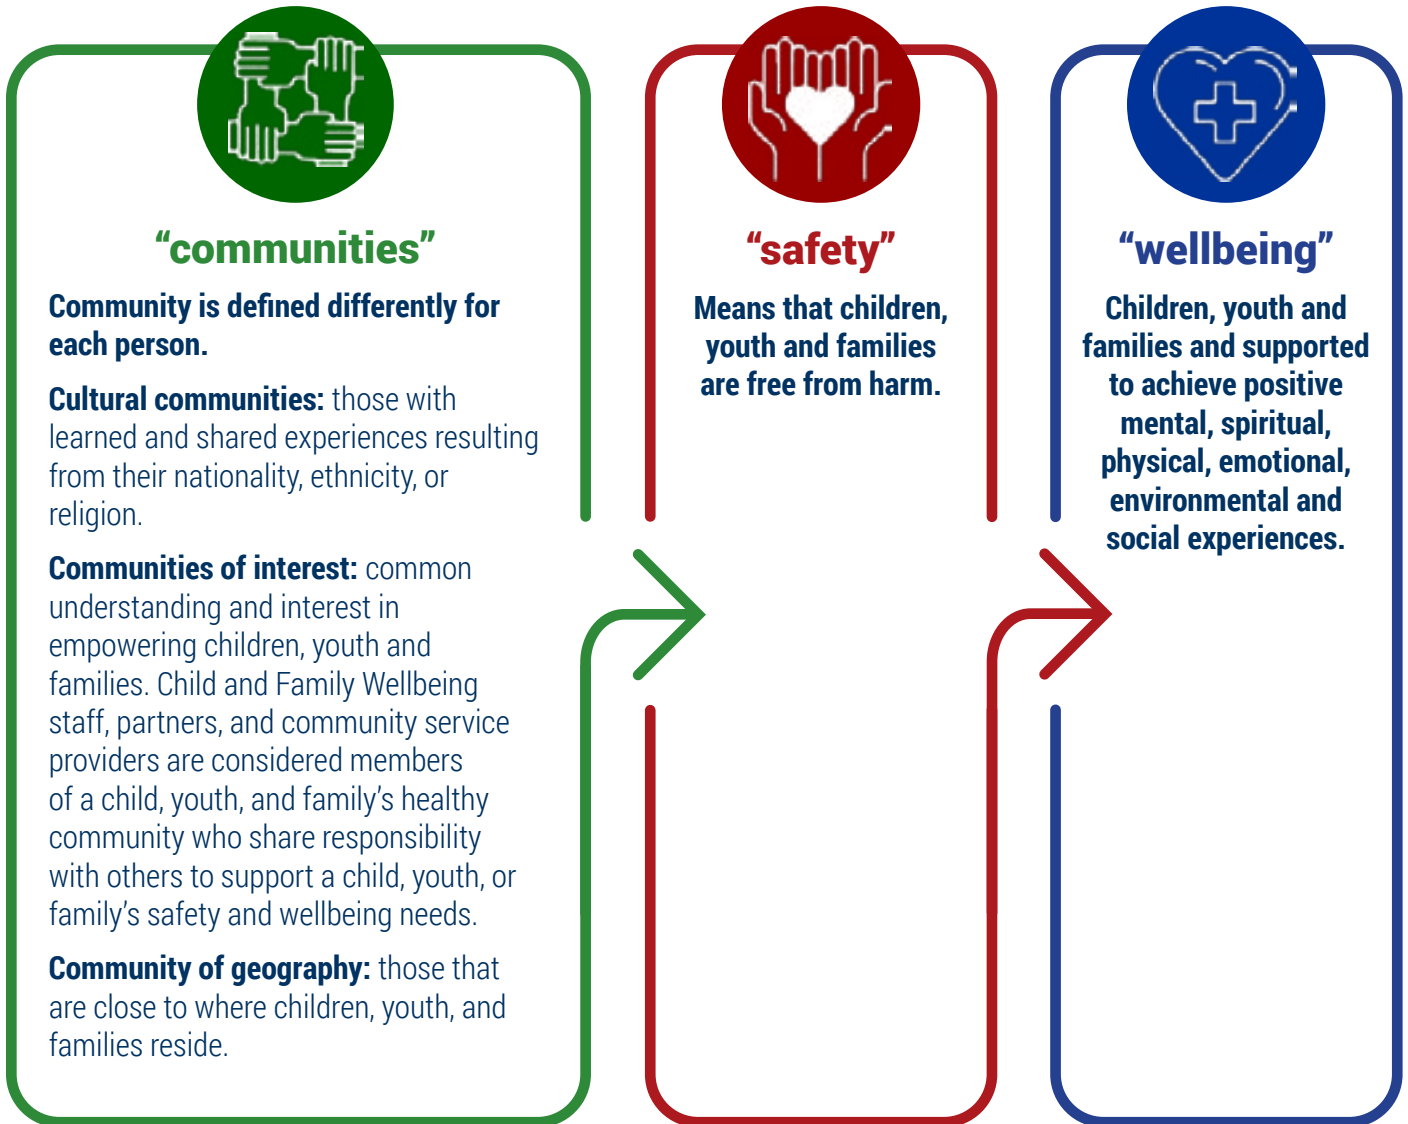 “communities”
Community is defined differently for
each person.
Cultural communities: those with
learned and shared experiences resulting
from their nationality, ethnicity, or
religion.
Communities of interest: common
understanding and interest in
empowering children, youth and
families. Child and Family Wellbeing
staff, partners, and community service
providers are considered members
of a child, youth, and family’s healthy
community who share responsibility
with others to support a child, youth, or
family’s safety and wellbeing needs.
Community of geography: those that
are close to where children, youth, and
families reside.
“safety”
Means that children,
youth and families
are free from harm.
“wellbeing”
Children, youth and
families and supported
to achieve positive
mental, spiritual,
physical, emotional,
environmental and
social experiences.